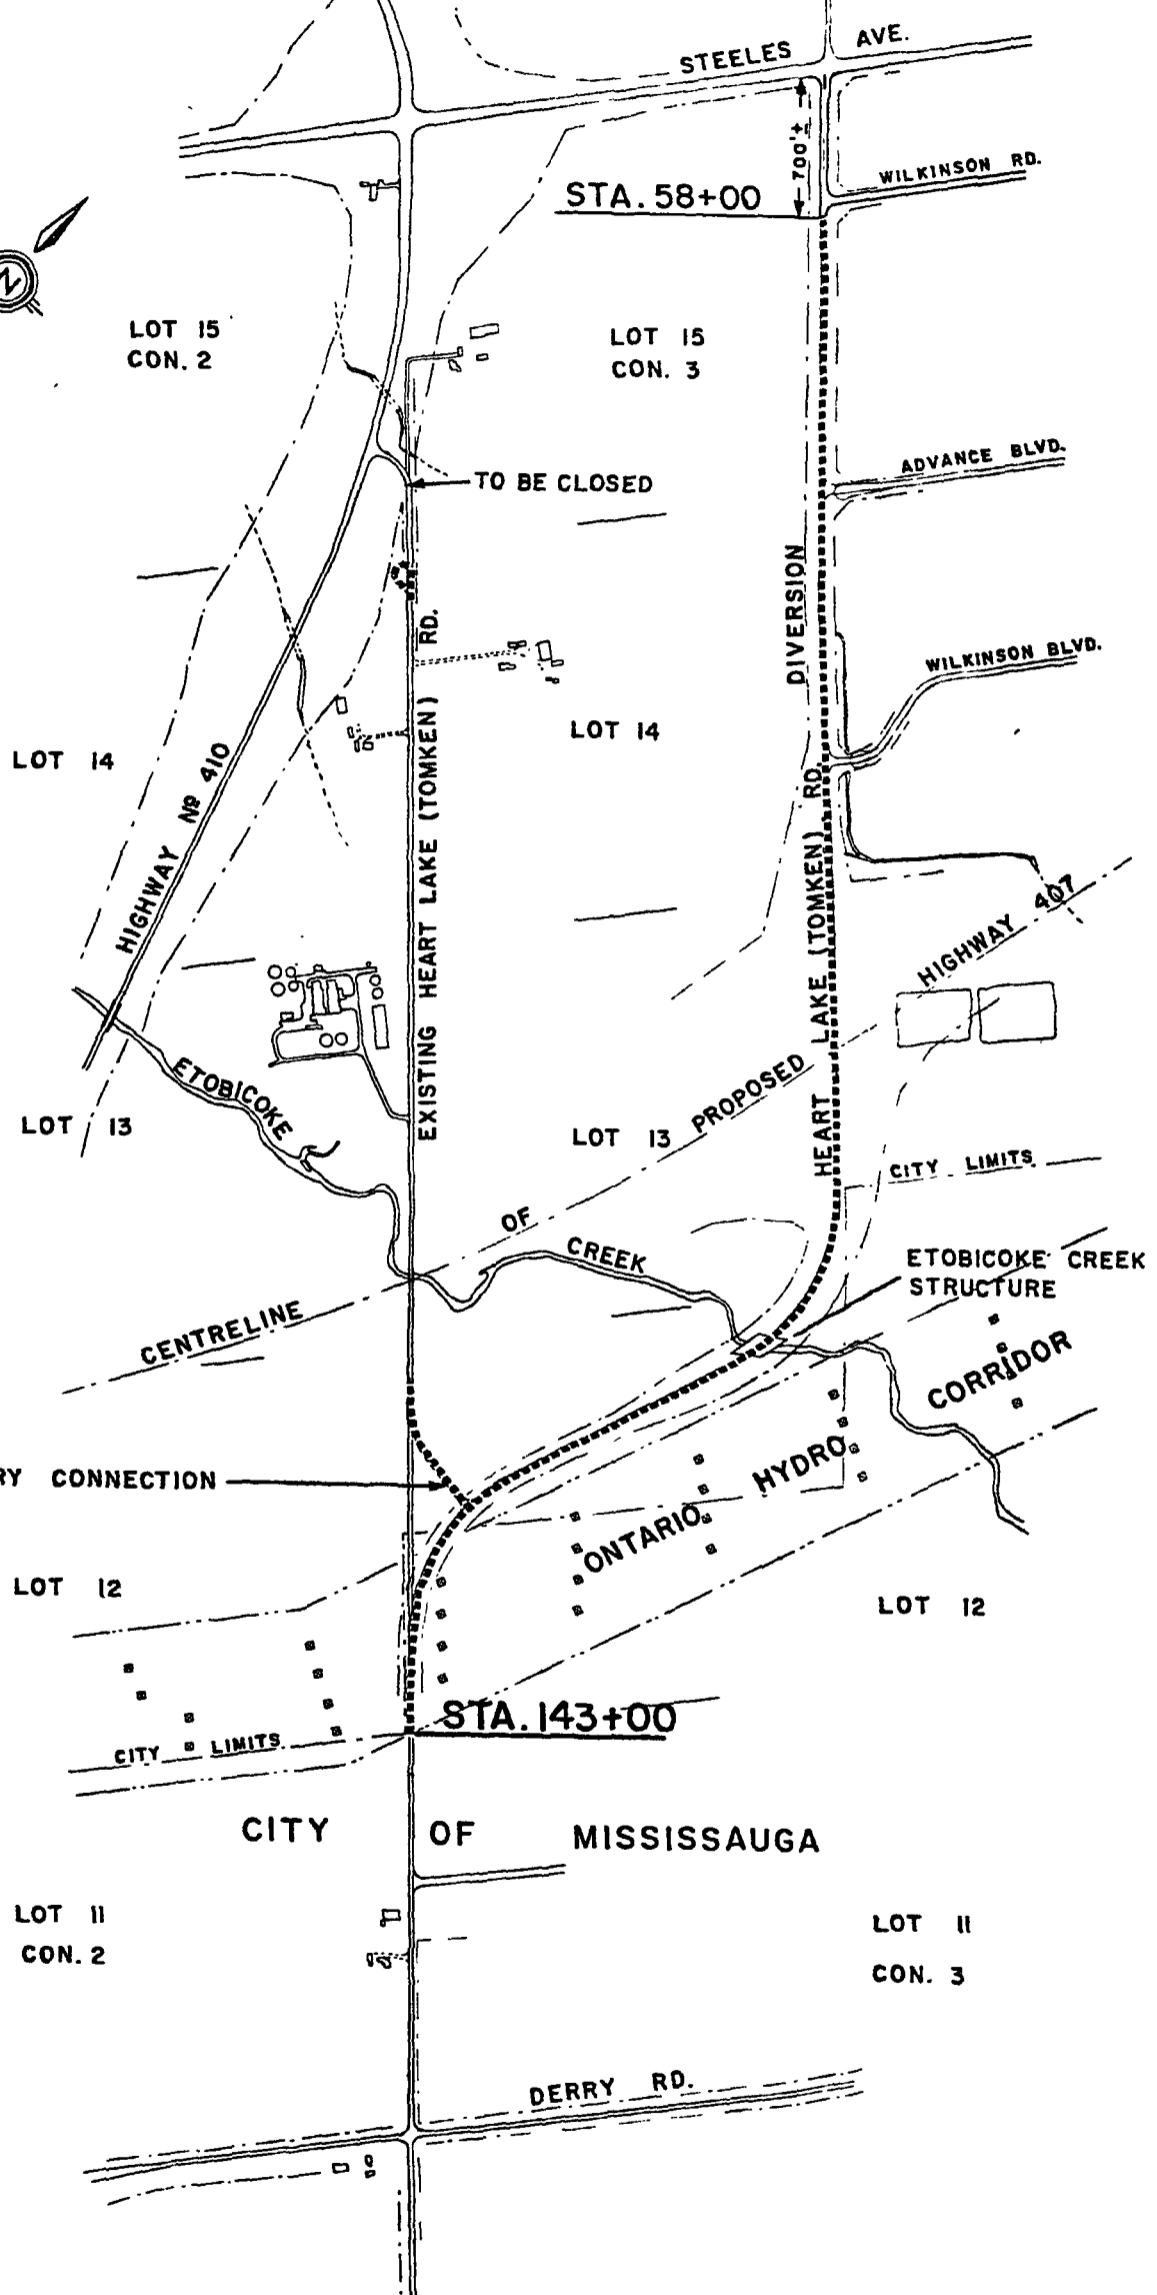 STEELES AVE.
700'±
WILKINSON RD.
STA. 58+00
N
LOT 15
CON. 2
LOT 15
CON. 3
ADVANCE BLVD.
TO BE CLOSED
DIVERSION
WILKINSON BLVD.
LOT 14
LOT 14
HIGHWAY Nº 410
EXISTING HEART LAKE (TOMKEN) RD.
HEART LAKE (TOMKEN) RD.
HIGHWAY 407
ETOBICOKE
LOT 13
LOT 13
PROPOSED
CITY LIMITS
OF
CREEK
CENTRELINE
ETOBICOKE CREEK
STRUCTURE
CORRIDOR
HYDRO
ONTARIO
RY CONNECTION
LOT 12
LOT 12
STA. 143+00
CITY LIMITS
CITY OF MISSISSAUGA
LOT 11
CON. 2
LOT 11
CON. 3
DERRY RD.